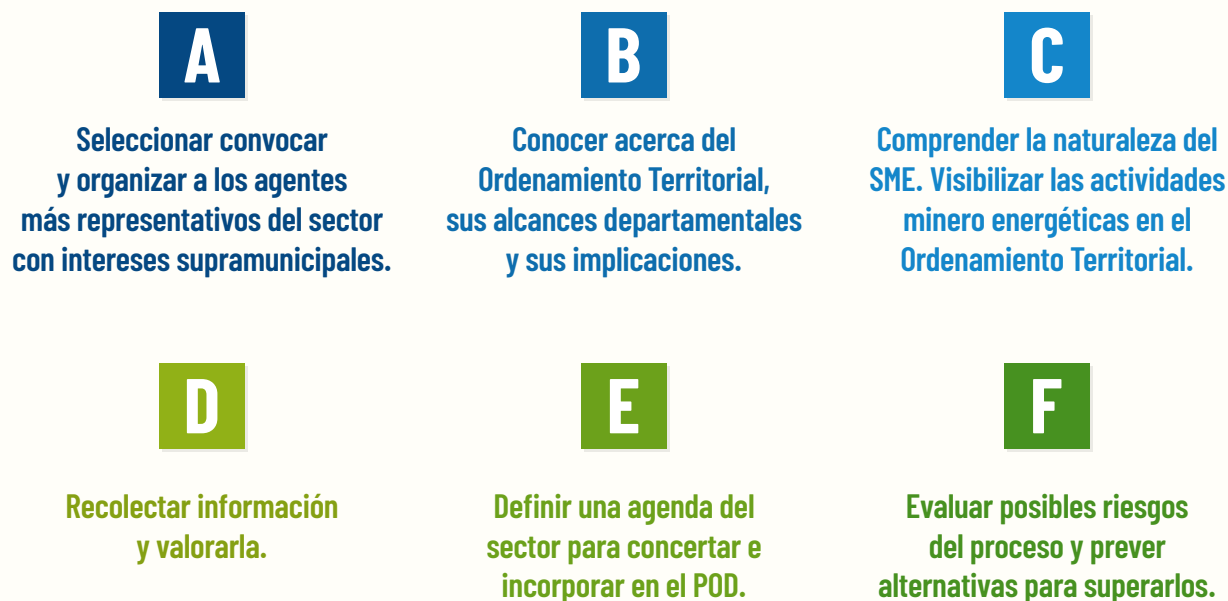 A
Seleccionar convocar
y organizar a los agentes
más representativos del sector
con intereses supramunicipales.
B
Conocer acerca del
Ordenamiento Territorial,
sus alcances departamentales
y sus implicaciones.
C
Comprender la naturaleza del
SME. Visibilizar las actividades
minero energéticas en el
Ordenamiento Territorial.
D
Recolectar información
y valorarla.
E
Definir una agenda del
sector para concertar e
incorporar en el POD.
F
Evaluar posibles riesgos
del proceso y prever
alternativas para superarlos.